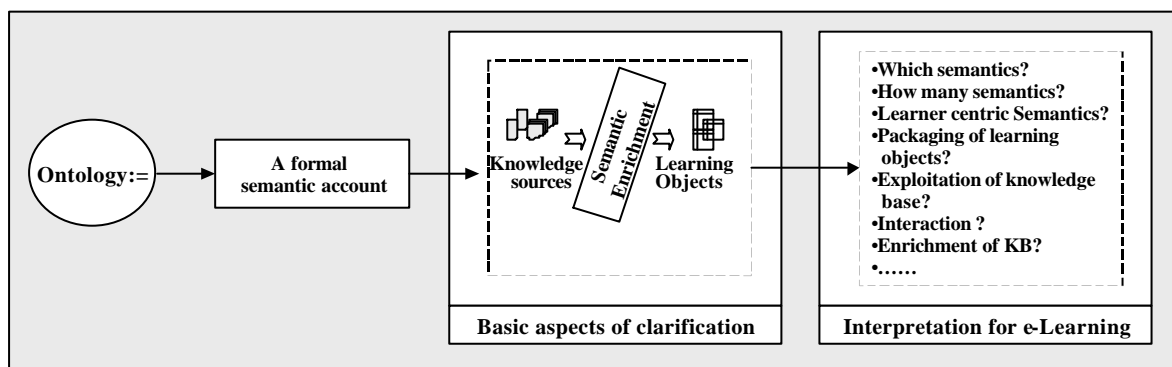 Ontology:=
A formal
semantic account
Knowledge
sources
Semantic
Enrichment
Learning
Objects
Basic aspects of clarification
•Which semantics?
•How many semantics?
•Learner centric Semantics?
•Packaging of learning
objects?
•Exploitation of knowledge
base?
•Interaction ?
•Enrichment of KB?
•……
Interpretation for e-Learning